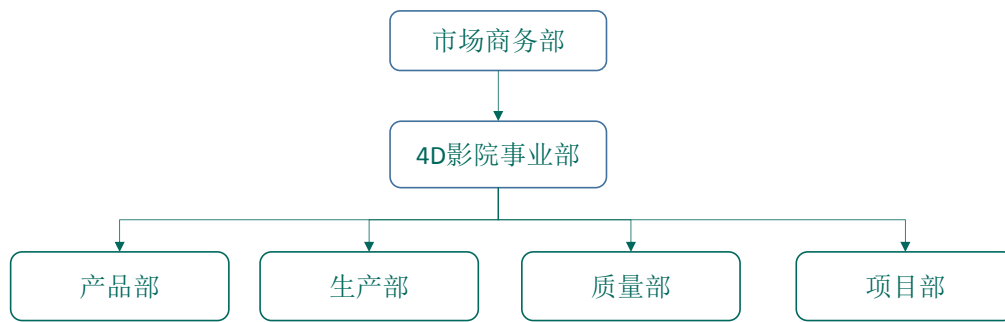 市场商务部
4D影院事业部
产品部
生产部
质量部
项目部